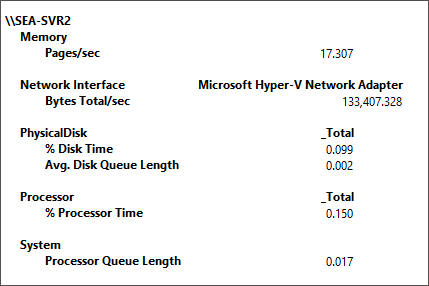 \\SEA-SVR2
Memory
Pages/sec 17.307
Network Interface Microsoft Hyper-V Network Adapter
Bytes Total/sec 133,407.328
PhysicalDisk _Total
% Disk Time 0.099
Avg. Disk Queue Length 0.002
Processor _Total
% Processor Time 0.150
System
Processor Queue Length 0.017